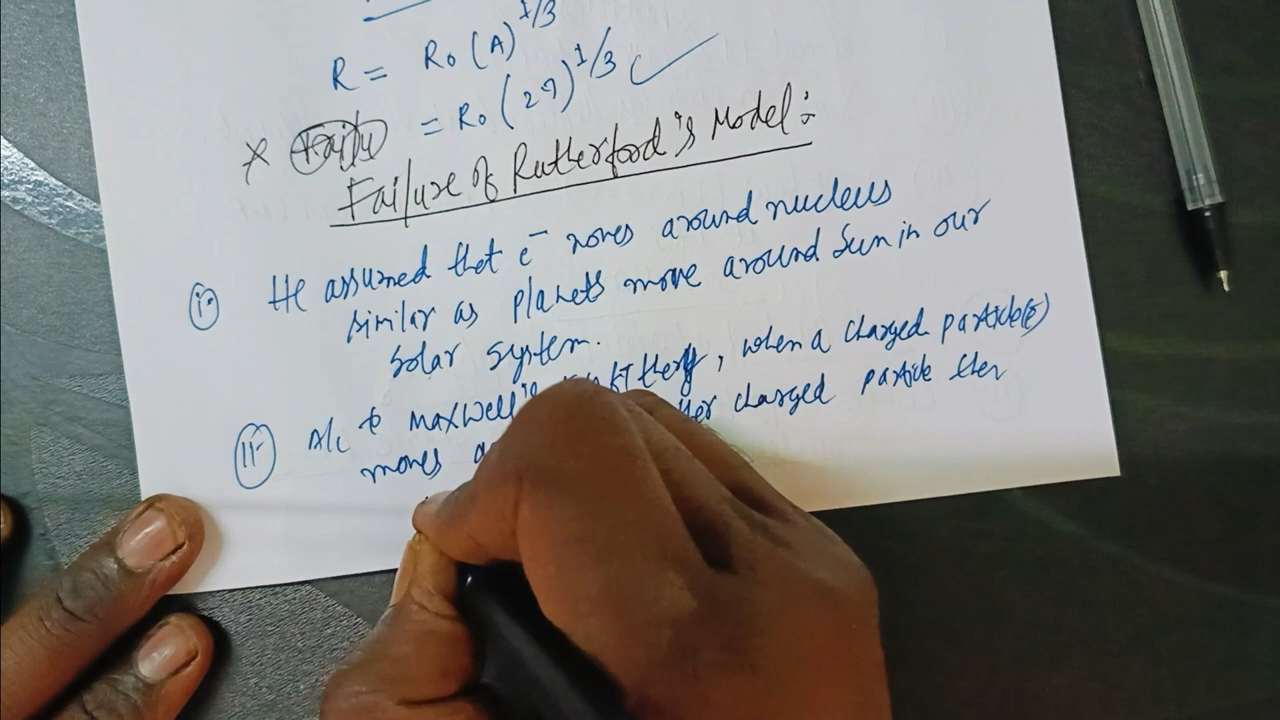 R = R₀ (A)^1/3
= R₀ (27)^1/3 ✓
×
Failure of Rutherford's Model :-
i. He assumed that e⁻ moves around nucleus
similar as planets move around Sun in our
Solar system.
ii. A/c to Maxwell's theory, when a charged particle(e⁻)
moves charged particle then